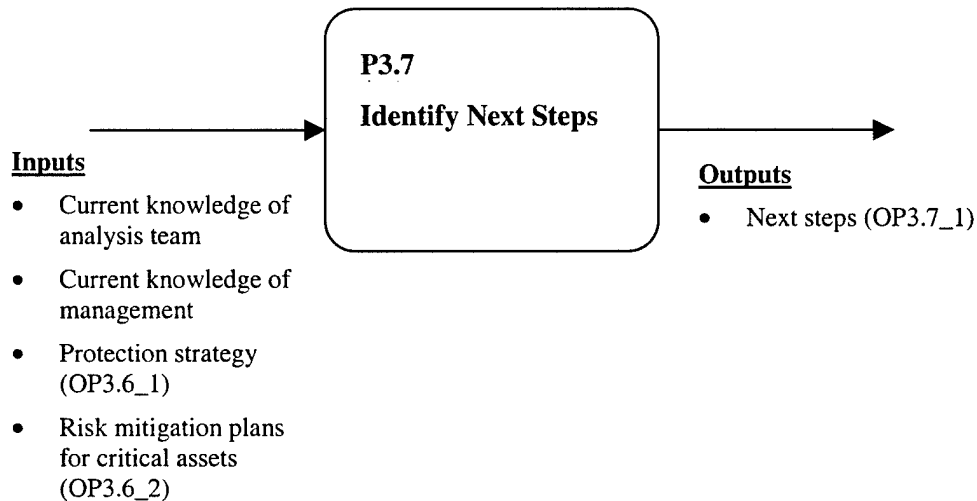 P3.7
Identify Next Steps
Inputs
• Current knowledge of
analysis team
• Current knowledge of
management
• Protection strategy
(OP3.6_1)
• Risk mitigation plans
for critical assets
(OP3.6_2)
Outputs
• Next steps (OP3.7_1)